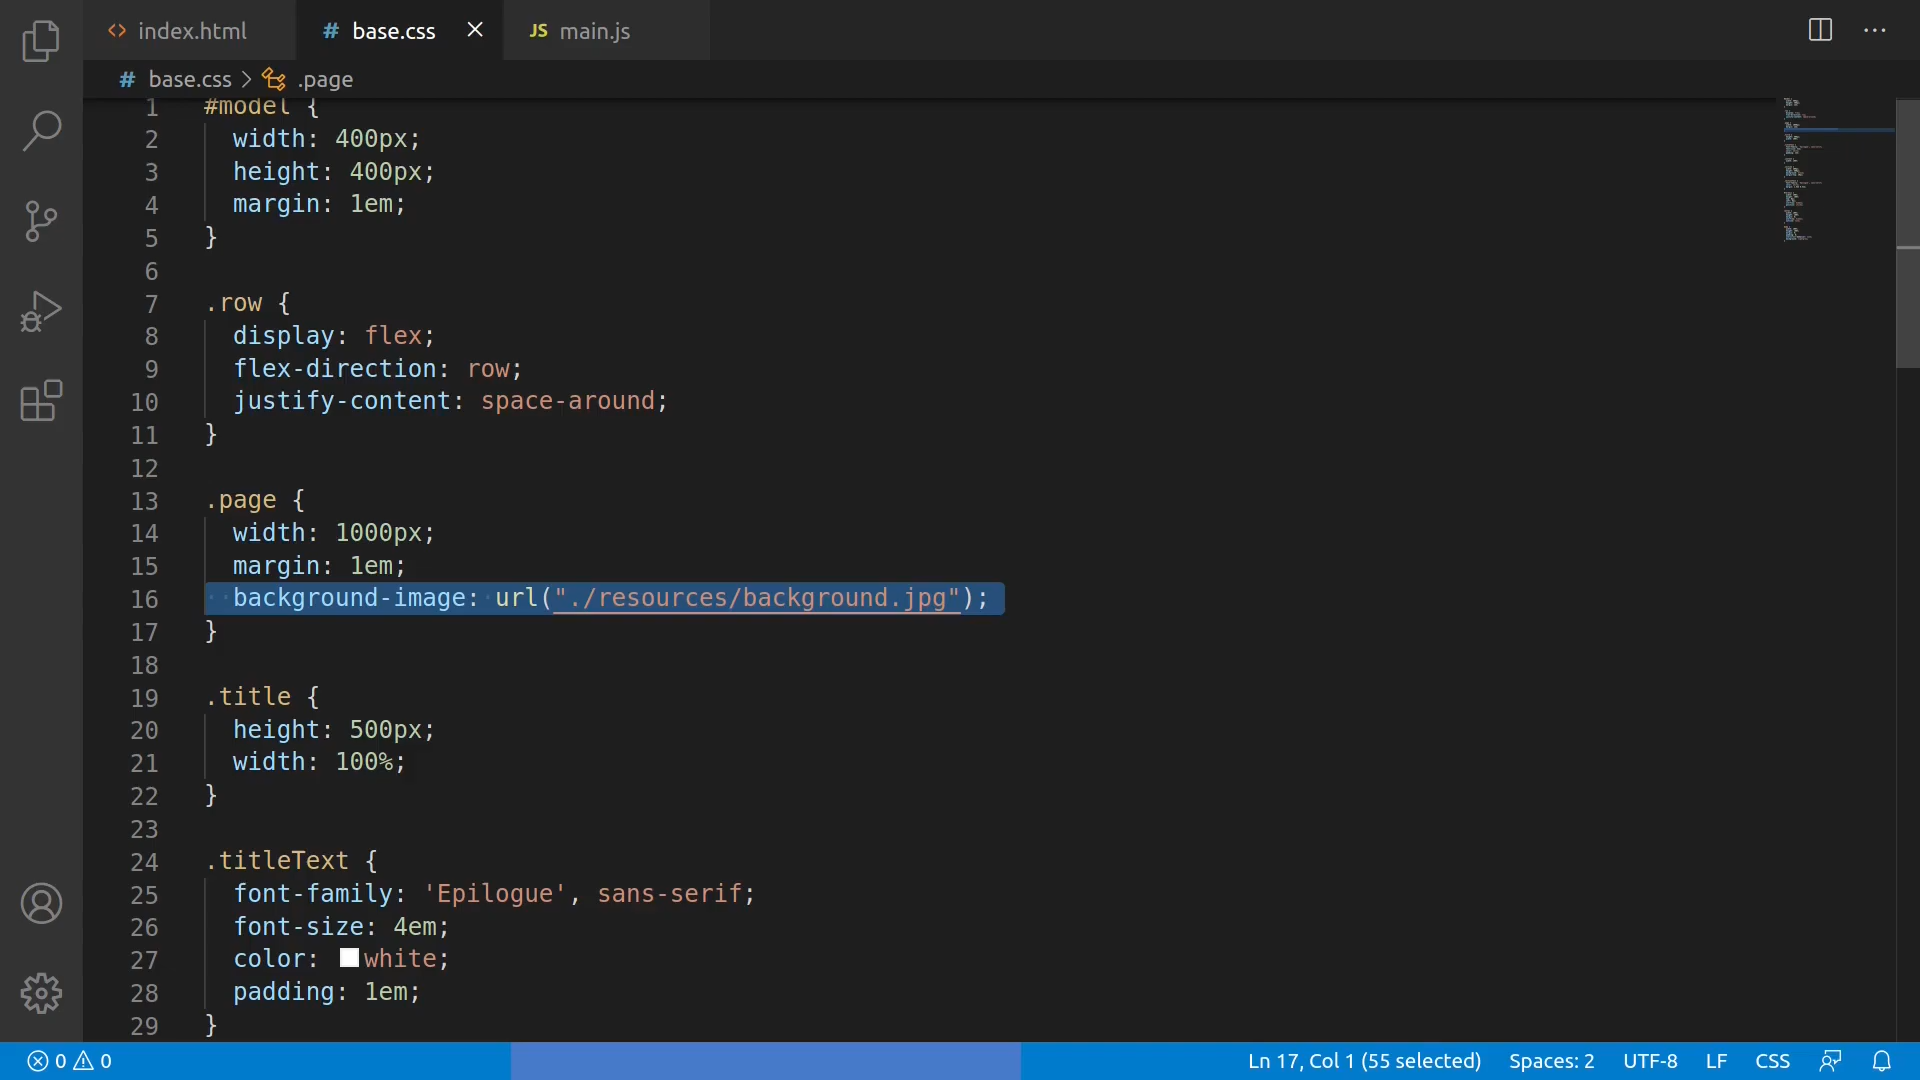 index.html
# base.css
JS main.js
# base.css > .page
1 #model {
2 width: 400px;
3 height: 400px;
4 margin: 1em;
5 }
6
7 .row {
8 display: flex;
9 flex-direction: row;
10 justify-content: space-around;
11 }
12
13 .page {
14 width: 1000px;
15 margin: 1em;
16 background-image: url("./resources/background.jpg");
17 }
18
19 .title {
20 height: 500px;
21 width: 100%;
22 }
23
24 .titleText {
25 font-family: 'Epilogue', sans-serif;
26 font-size: 4em;
27 color: white;
28 padding: 1em;
29 }
0 0
Ln 17, Col 1 (55 selected) Spaces: 2 UTF-8 LF CSS